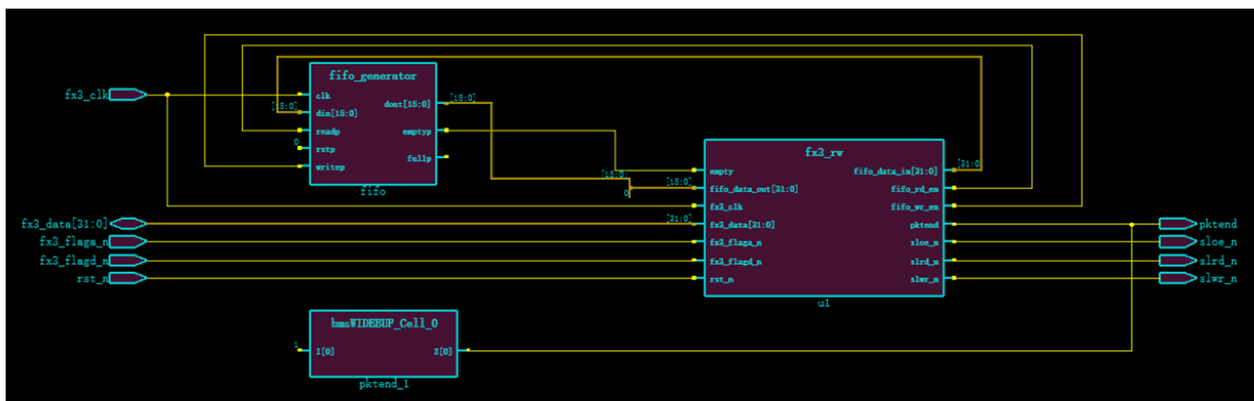 fifo_generator
fx3_clk
clk
[15:0]
din[15:0]
dout[15:0]
[15:0]
readp
emptyp
0
rstp
fullp
writep
fifo
fx3_rw
[31:0]
empty
fifo_data_in[31:0]
[15:0]
[15:0]
0
fifo_data_out[31:0]
fifo_rd_en
fx3_clk
fifo_wr_en
fx3_data[31:0]
[31:0]
fx3_data[31:0]
pktend
pktend
fx3_flaga_n
fx3_flaga_n
sloe_n
sloe_n
fx3_flagd_n
fx3_flagd_n
slrd_n
slrd_n
rst_n
rst_n
slwr_n
slwr_n
u1
bmsWIDEBUF_Cell_0
1
I[0]
Z[0]
pktend_1